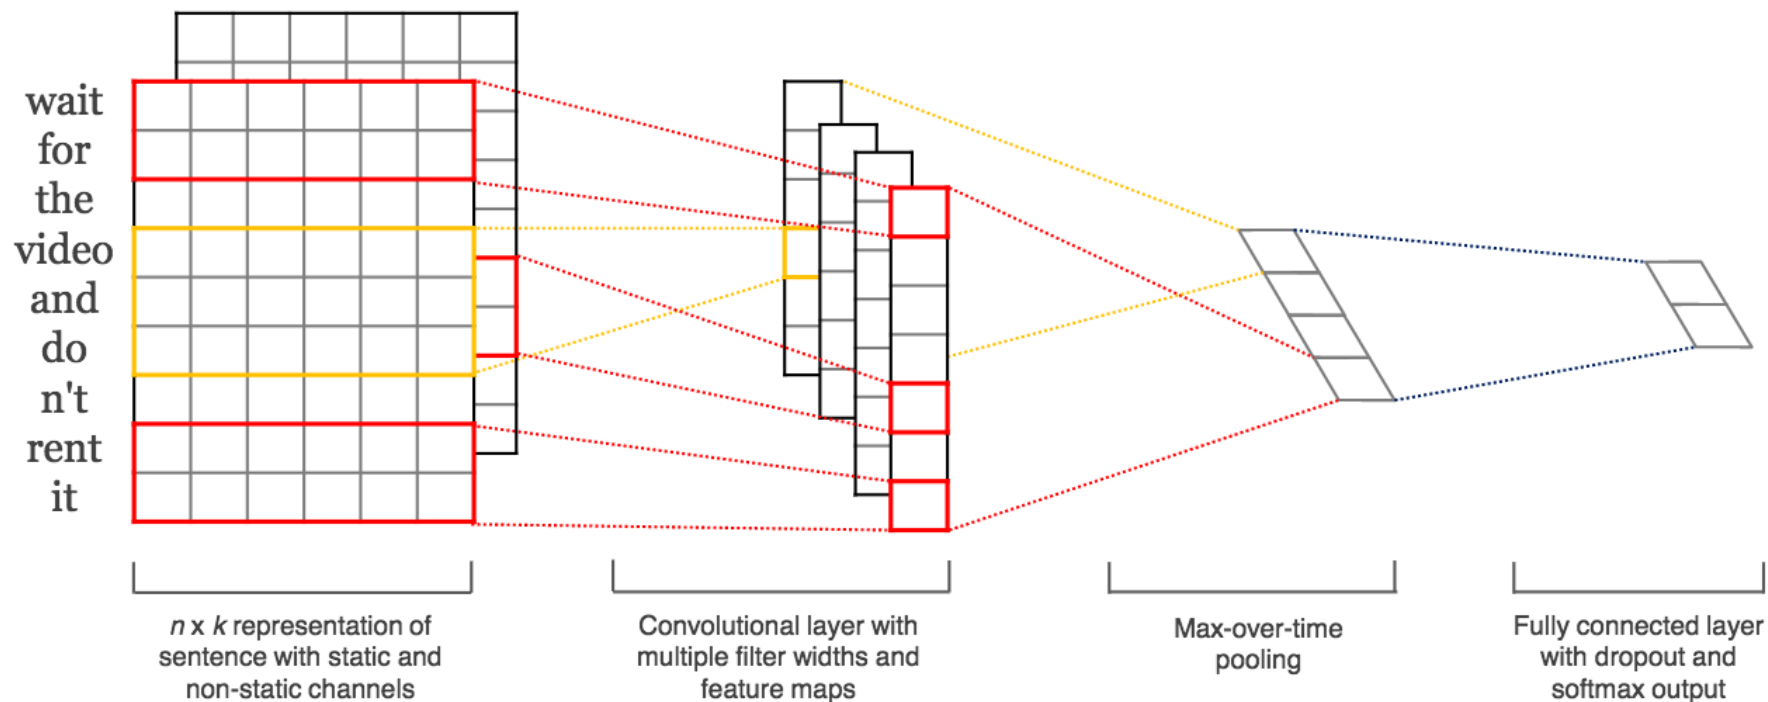 wait
for
the
video
and
do
n't
rent
it
n x k representation of
sentence with static and
non-static channels
Convolutional layer with
multiple filter widths and
feature maps
Max-over-time
pooling
Fully connected layer
with dropout and
softmax output